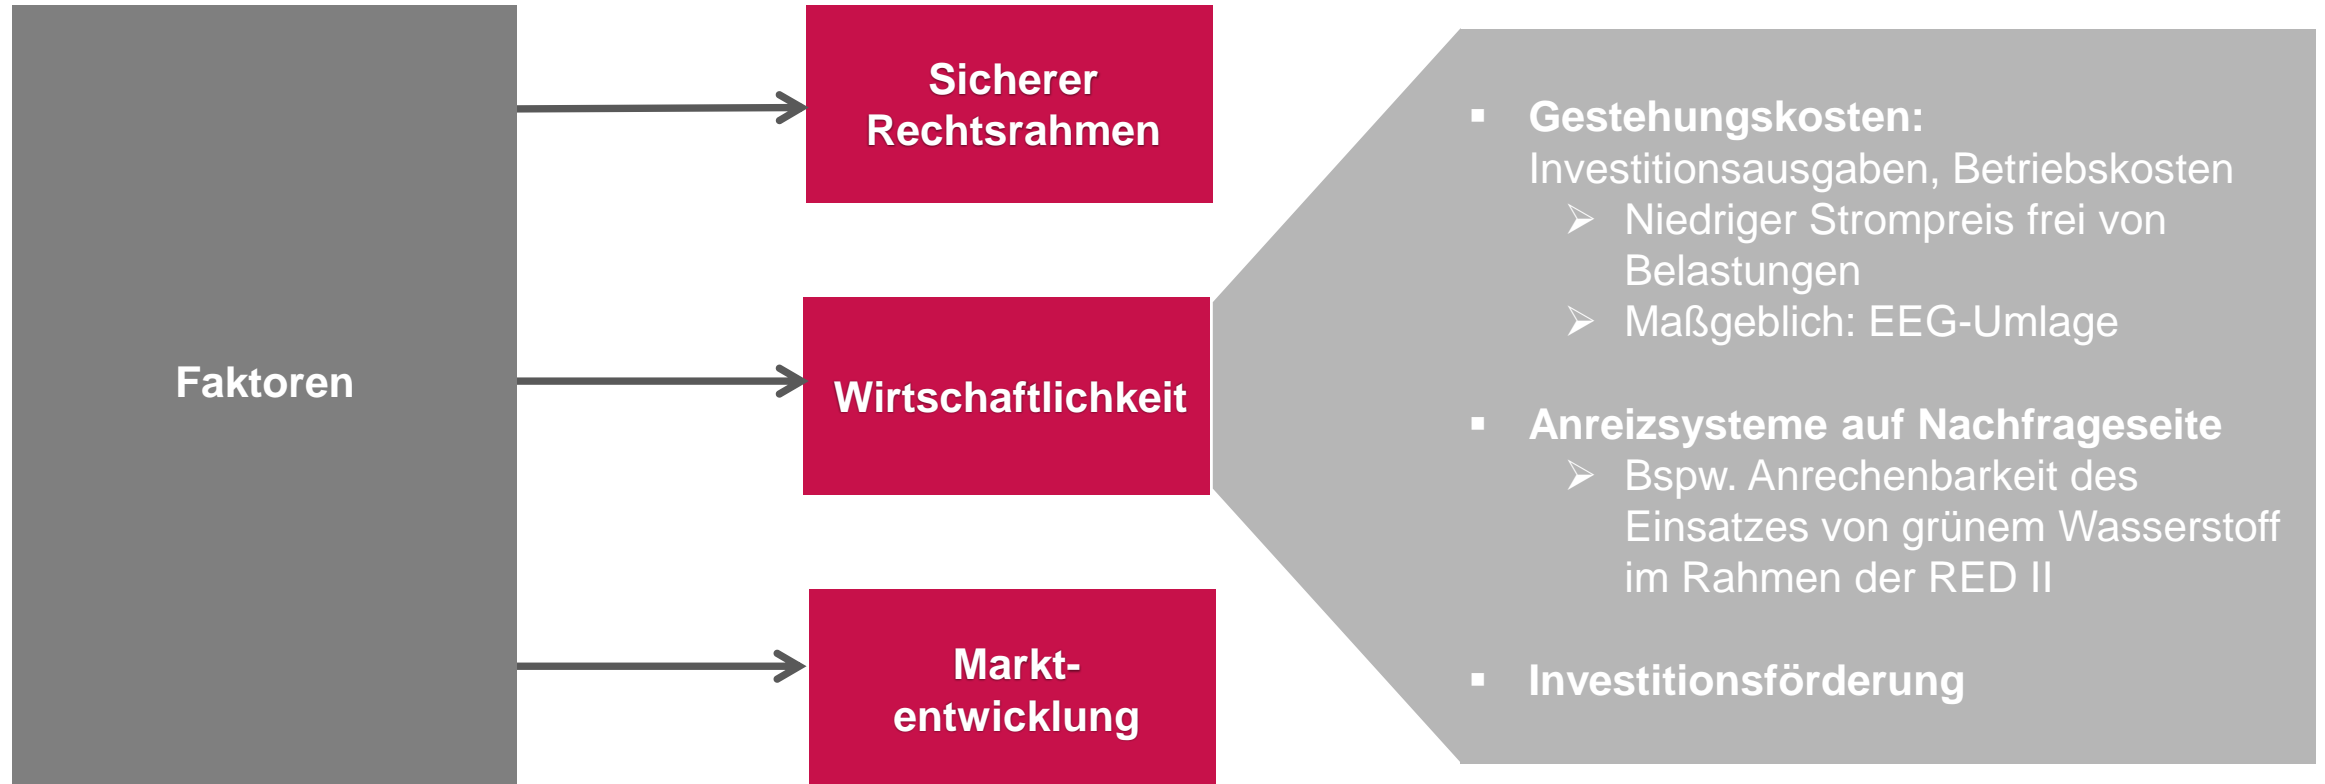 Faktoren
Sicherer
Rechtsrahmen
Wirtschaftlichkeit
Markt-
entwicklung
▪ Gestehungskosten:
Investitionsausgaben, Betriebskosten
➢ Niedriger Strompreis frei von
Belastungen
➢ Maßgeblich: EEG-Umlage
▪ Anreizsysteme auf Nachfrageseite
➢ Bspw. Anrechenbarkeit des
Einsatzes von grünem Wasserstoff
im Rahmen der RED II
▪ Investitionsförderung